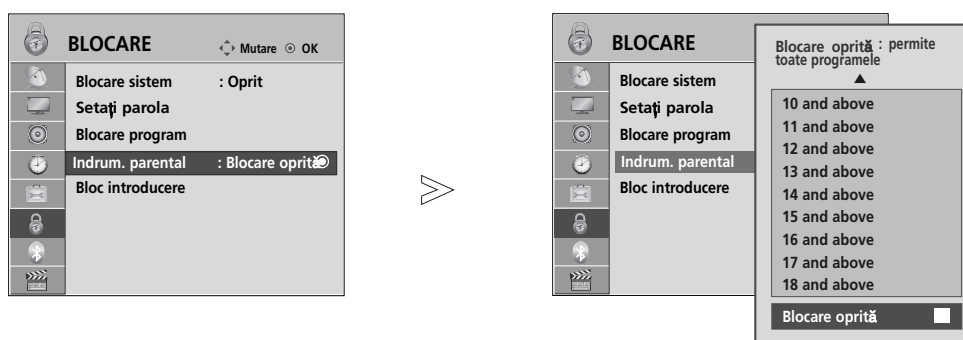 BLOCARE Mutare OK
Blocare sistem : Oprit
Setați parola
Blocare program
Indrum. parental : Blocare oprită
Bloc introducere
BLOCARE
Blocare sistem
Setați parola
Blocare program
Indrum. parental
Bloc introducere
Blocare oprită : permite
toate programele
10 and above
11 and above
12 and above
13 and above
14 and above
15 and above
16 and above
17 and above
18 and above
Blocare oprită